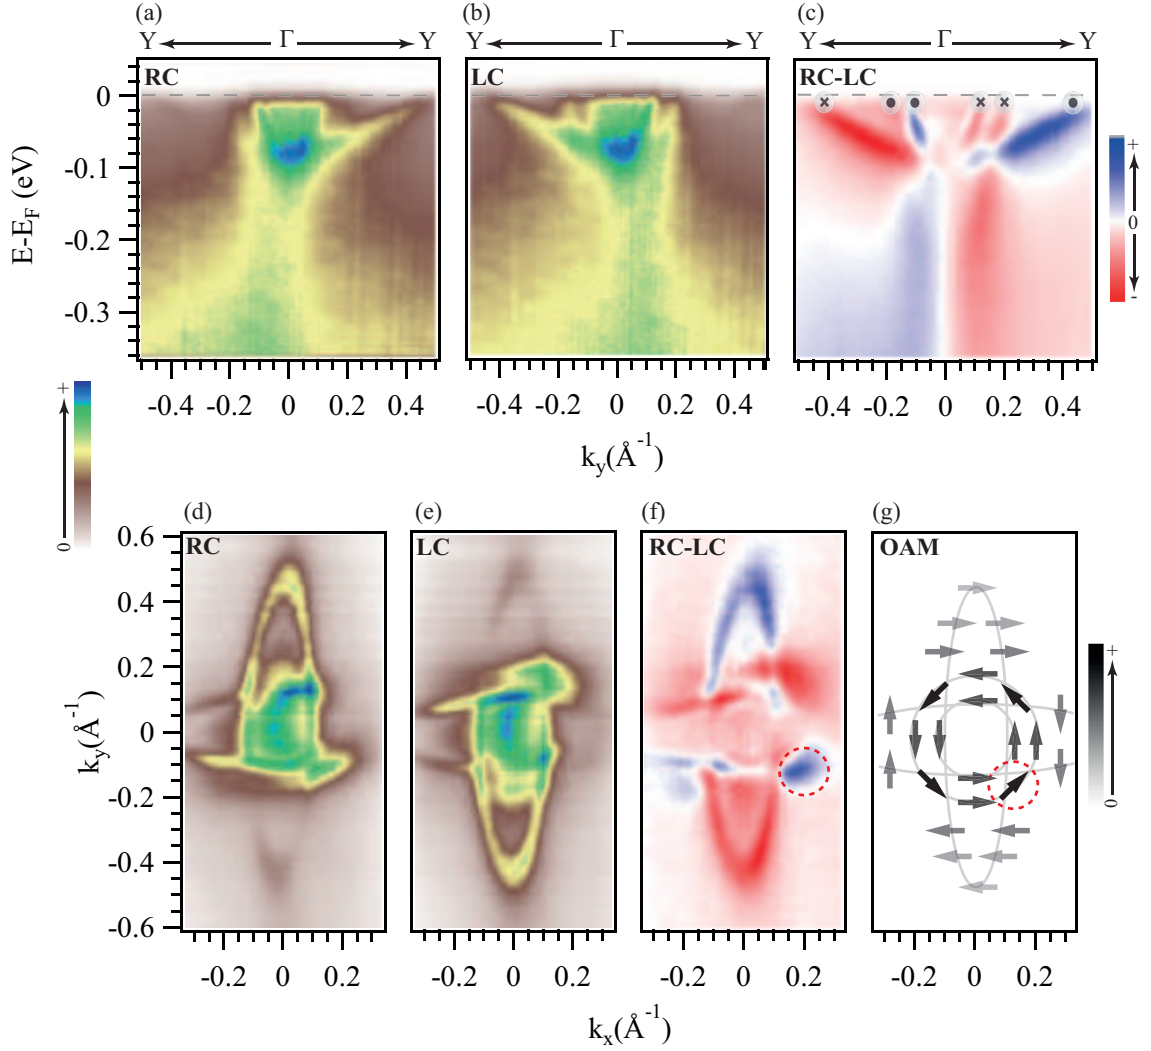 (a) (b) (c)
Y Γ Y Y Γ Y Y Γ Y
RC LC RC-LC
0
-0.1
-0.2
-0.3
E-E_F (eV)
+
0
-
-0.4 -0.2 0 0.2 0.4 -0.4 -0.2 0 0.2 0.4 -0.4 -0.2 0 0.2 0.4
k_y(Å^-1)
+
0
(d) (e) (f) (g)
RC LC RC-LC OAM
0.6
0.4
0.2
0
-0.2
-0.4
-0.6
k_y(Å^-1)
+
0
-0.2 0 0.2 -0.2 0 0.2 -0.2 0 0.2 -0.2 0 0.2
k_x(Å^-1)